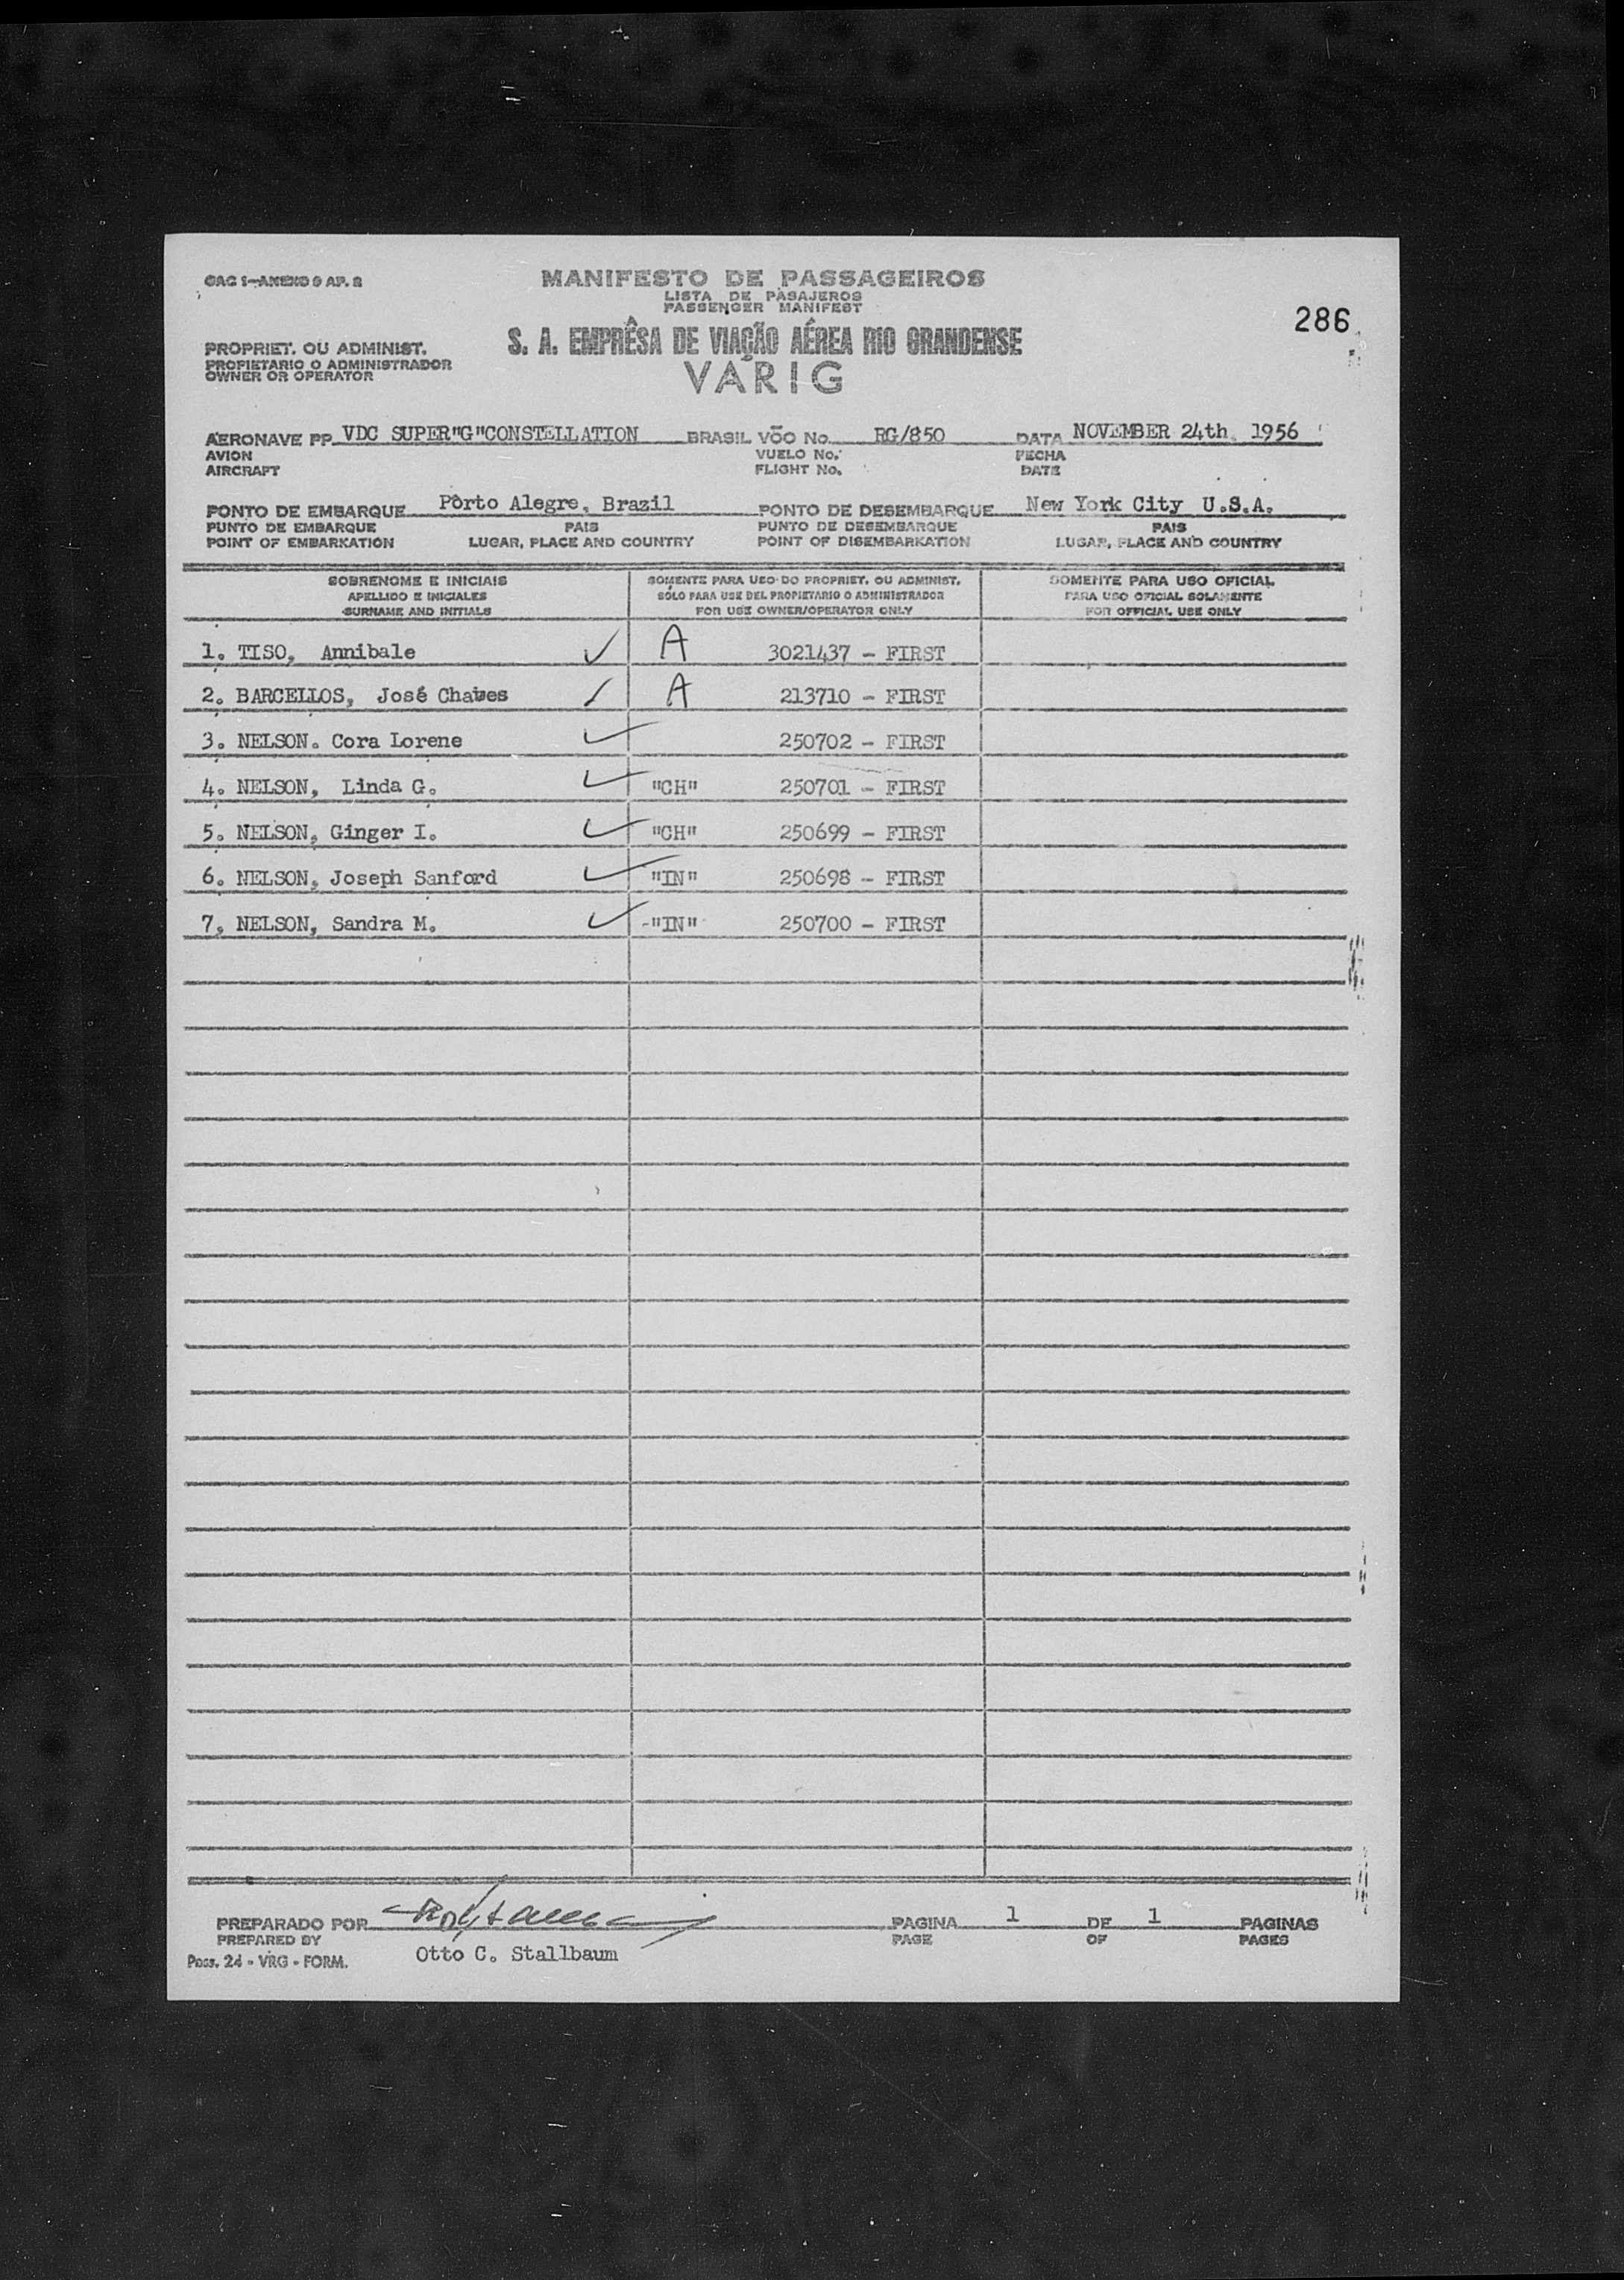 OAC 1-ANEXO 9 AP. 2
MANIFESTO DE PASSAGEIROS
LISTA DE PASAJEROS
PASSENGER MANIFEST
286
S. A. EMPRÊSA DE VIAÇÃO AÉREA RIO GRANDENSE
VARIG
PROPRIET. OU ADMINIST.
PROPIETARIO O ADMINISTRADOR
OWNER OR OPERATOR
AERONAVE PP VDC SUPER"G"CONSTELLATION BRASIL VÔO No. RG/850 DATA NOVEMBER 24th, 1956
AVION VUELO No. FECHA
AIRCRAFT FLIGHT No. DATE
PONTO DE EMBARQUE Pôrto Alegre, Brazil PONTO DE DESEMBARQUE New York City U.S.A.
PUNTO DE EMBARQUE PAIS PUNTO DE DESEMBARQUE PAIS
POINT OF EMBARKATION LUGAR, PLACE AND COUNTRY POINT OF DISEMBARKATION LUGAR, PLACE AND COUNTRY
SOBRENOME E INICIAIS SOMENTE PARA USO DO PROPRIET. OU ADMINIST. SOMENTE PARA USO OFICIAL
APELLIDO E INICIALES SÓLO PARA USE DEL PROPIETARIO O ADMINISTRADOR PARA USO OFICIAL SOLAMENTE
SURNAME AND INITIALS FOR USE OWNER/OPERATOR ONLY FOR OFFICIAL USE ONLY
1. TISO, Annibale ✓ A 3021437 - FIRST
2. BARCELLOS, José Chaves ✓ A 213710 - FIRST
3. NELSON. Cora Lorene ✓ 250702 - FIRST
4. NELSON, Linda G. ✓ "CH" 250701 - FIRST
5. NELSON, Ginger I. ✓ "CH" 250699 - FIRST
6. NELSON, Joseph Sanford ✓ "IN" 250698 - FIRST
7. NELSON, Sandra M. ✓ -"IN" 250700 - FIRST
PREPARADO POR PAGINA 1 DE 1 PAGINAS
PREPARED BY PAGE OF PAGES
Otto C. Stallbaum
Pass. 24 - VRG - FORM.